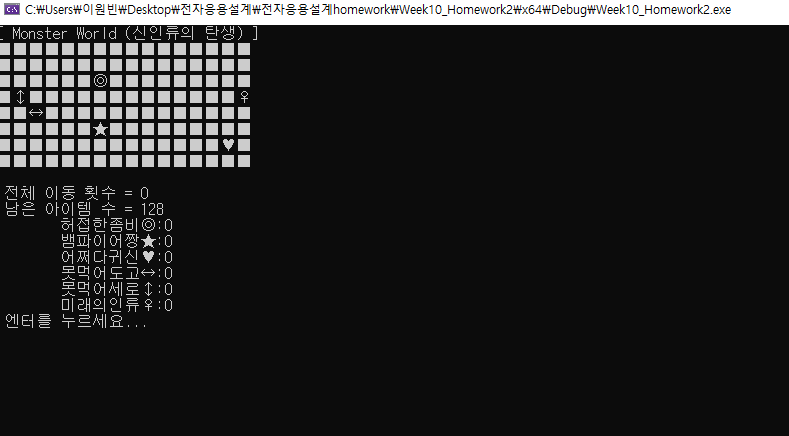 C:\Users\이원빈\Desktop\전자응용설계\전자응용설계homework\Week10_Homework2\x64\Debug\Week10_Homework2.exe
[ Monster World (신인류의 탄생) ]
■■■■■■■■■■■■■■■■
■■■■■■■■■■■■■■■■
■■■■■■◎■■■■■■■■■
■↕■■■■■■■■■■■■■♀
■■↔■■■■■■■■■■■■■
■■■■■■★■■■■■■■■■
■■■■■■■■■■■■■■♥■
■■■■■■■■■■■■■■■■
전체 이동 횟수 = 0
남은 아이템 수 = 128
허접한좀비◎:0
뱀파이어짱★:0
어쩌다귀신♥:0
못먹어도고↔:0
못먹어세로↕:0
미래의인류♀:0
엔터를 누르세요...